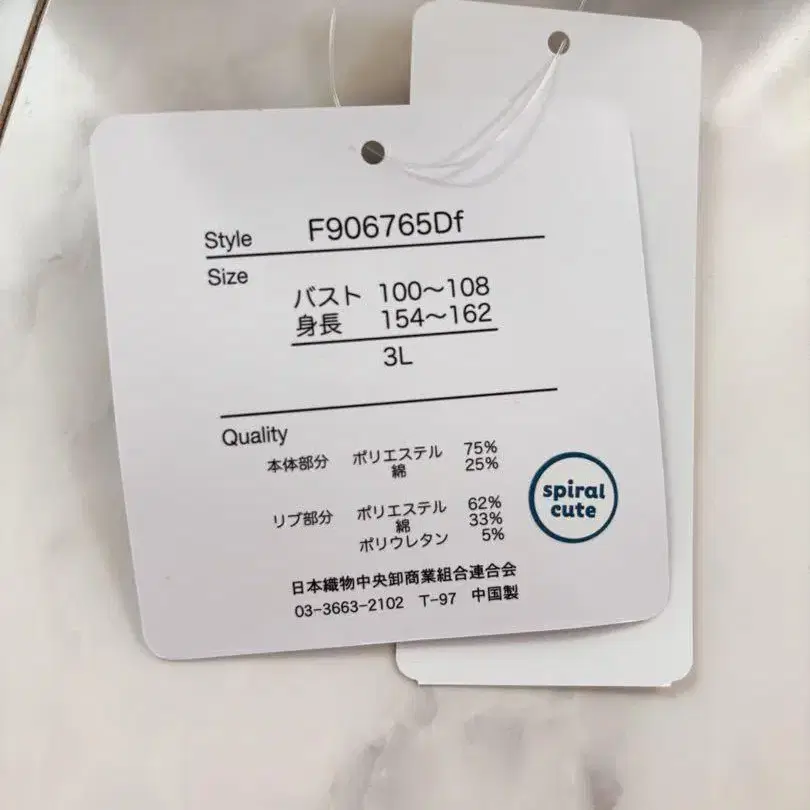 Style F906765Df
Size
バスト 100〜108
身長 154〜162
3L
Quality
本体部分 ポリエステル 75%
綿 25%
リブ部分 ポリエステル 62%
綿 33%
ポリウレタン 5%
spiral
cute
日本織物中央卸商業組合連合会
03-3663-2102 T-97 中国製